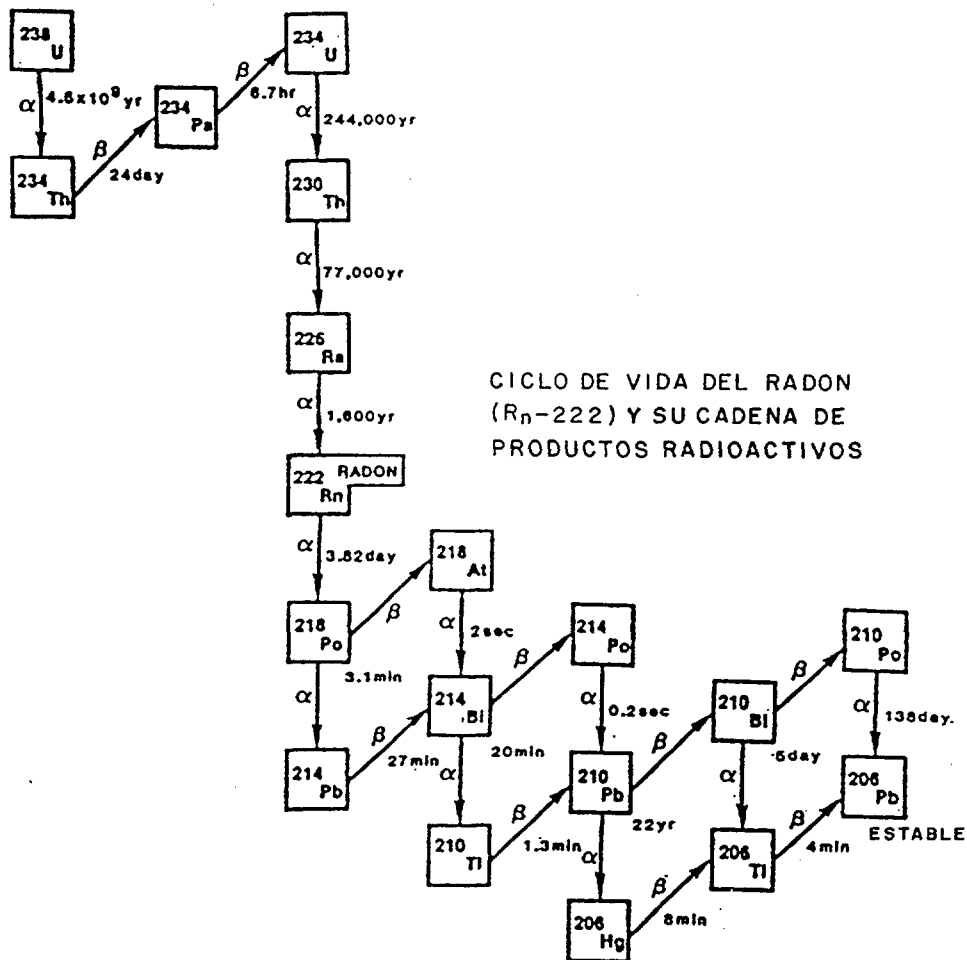 238 U
234 U
α 4.5x10⁹yr
β 6.7hr
234 Pa
α 244,000yr
β 24day
234 Th
230 Th
α 77,000yr
226 Ra
CICLO DE VIDA DEL RADON
(Rn-222) Y SU CADENA DE
PRODUCTOS RADIOACTIVOS
α 1,600yr
222 Rn RADON
α 3.82day
218 At
β
218 Po
α 2sec
214 Po
210 Po
3.1min
β
β
α
214 Bi
α 0.2sec
210 Bi
α 138day.
β 27min
20min
β
5day
214 Pb
α
210 Pb
α
206 Pb
ESTABLE
β 1.3min
22yr
β 4min
210 Tl
α
206 Tl
β 8min
206 Hg